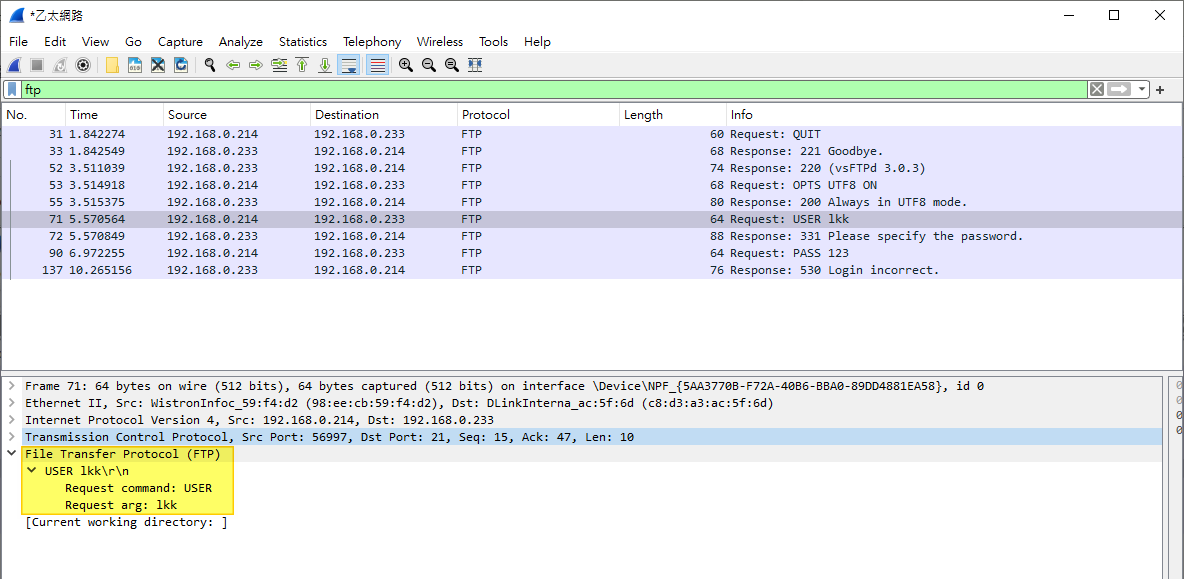 *乙太網路
File Edit View Go Capture Analyze Statistics Telephony Wireless Tools Help
ftp
No. Time Source Destination Protocol Length Info
31 1.842274 192.168.0.214 192.168.0.233 FTP 60 Request: QUIT
33 1.842549 192.168.0.233 192.168.0.214 FTP 68 Response: 221 Goodbye.
52 3.511039 192.168.0.233 192.168.0.214 FTP 74 Response: 220 (vsFTPd 3.0.3)
53 3.514918 192.168.0.214 192.168.0.233 FTP 68 Request: OPTS UTF8 ON
55 3.515375 192.168.0.233 192.168.0.214 FTP 80 Response: 200 Always in UTF8 mode.
71 5.570564 192.168.0.214 192.168.0.233 FTP 64 Request: USER lkk
72 5.570849 192.168.0.233 192.168.0.214 FTP 88 Response: 331 Please specify the password.
90 6.972255 192.168.0.214 192.168.0.233 FTP 64 Request: PASS 123
137 10.265156 192.168.0.233 192.168.0.214 FTP 76 Response: 530 Login incorrect.
Frame 71: 64 bytes on wire (512 bits), 64 bytes captured (512 bits) on interface \Device\NPF_{5AA3770B-F72A-40B6-BBA0-89DD4881EA58}, id 0
Ethernet II, Src: WistronInfoc_59:f4:d2 (98:ee:cb:59:f4:d2), Dst: DLinkInterna_ac:5f:6d (c8:d3:a3:ac:5f:6d)
Internet Protocol Version 4, Src: 192.168.0.214, Dst: 192.168.0.233
Transmission Control Protocol, Src Port: 56997, Dst Port: 21, Seq: 15, Ack: 47, Len: 10
File Transfer Protocol (FTP)
USER lkk\r\n
Request command: USER
Request arg: lkk
[Current working directory: ]